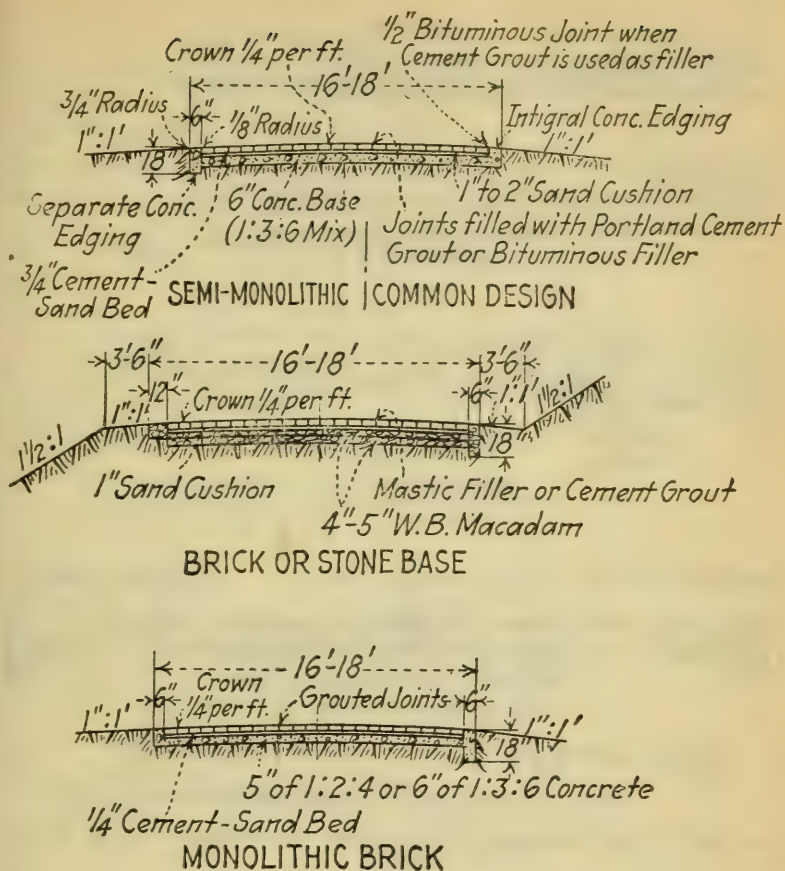 Crown 1/4" per ft.
1/2" Bituminous Joint when
Cement Grout is used as filler
16'-18'
3/4" Radius
6"
1/8" Radius
Intigral Conc. Edging
1":1'
18"
1":1'
Separate Conc.
Edging
6" Conc. Base
(1:3:6 Mix)
1" to 2" Sand Cushion
Joints filled with Portland Cement
Grout or Bituminous Filler
3/4" Cement-
Sand Bed
SEMI-MONOLITHIC | COMMON DESIGN
3'6"
16'-18'
3'6"
12"
Crown 1/4" per ft.
6"
1":1'
1":1'
1 1/2:1
1 1/2:1
18"
1" Sand Cushion
Mastic Filler or Cement Grout
4"-5" W.B. Macadam
BRICK OR STONE BASE
16'-18'
6"
Crown
1/4" per ft.
Grouted Joints
6"
1":1'
1":1'
18"
5" of 1:2:4 or 6" of 1:3:6 Concrete
1/4" Cement-Sand Bed
MONOLITHIC BRICK